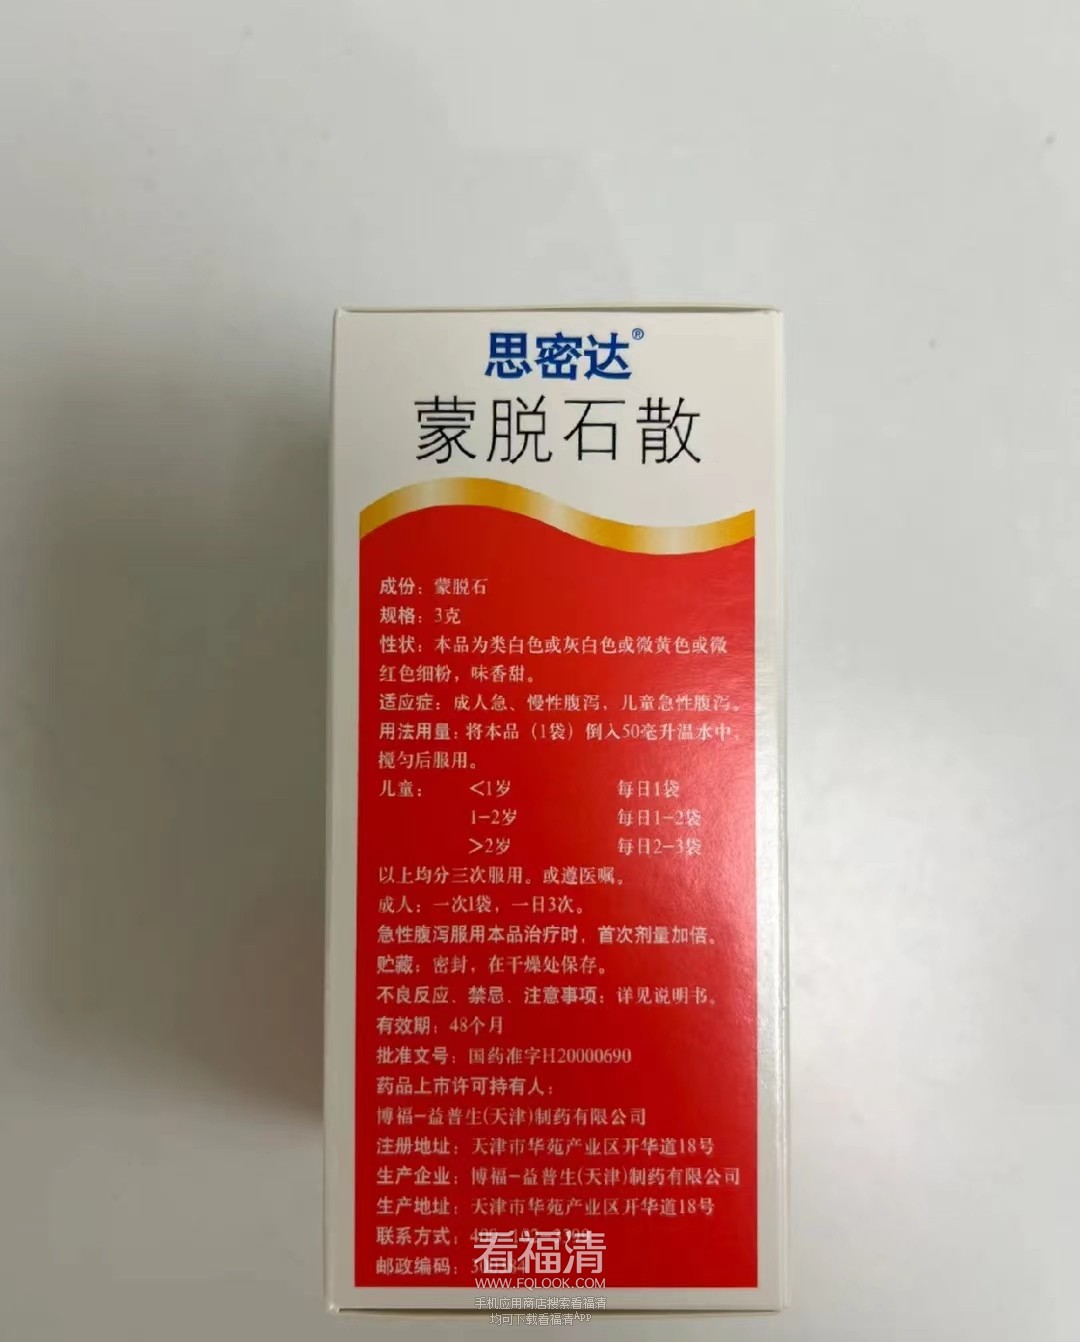 思密达®
蒙脱石散
成份：蒙脱石
规格：3克
性状：本品为类白色或灰白色或微黄色或微
红色细粉，味香甜。
适应症：成人急、慢性腹泻，儿童急性腹泻。
用法用量：将本品（1袋）倒入50毫升温水中，
搅匀后服用。
儿童： <1岁 每日1袋
1-2岁 每日1-2袋
>2岁 每日2-3袋
以上均分三次服用。或遵医嘱。
成人：一次1袋，一日3次。
急性腹泻服用本品治疗时，首次剂量加倍。
贮藏：密封，在干燥处保存。
不良反应、禁忌、注意事项：详见说明书。
有效期：48个月
批准文号：国药准字H20000690
药品上市许可持有人：
博福-益普生(天津)制药有限公司
注册地址：天津市华苑产业区开华道18号
生产企业：博福-益普生(天津)制药有限公司
生产地址：天津市华苑产业区开华道18号
联系方式：
邮政编码：
看福清
WWW.FQLOOK.COM
手机应用商店搜索看福清
均可下载看福清APP